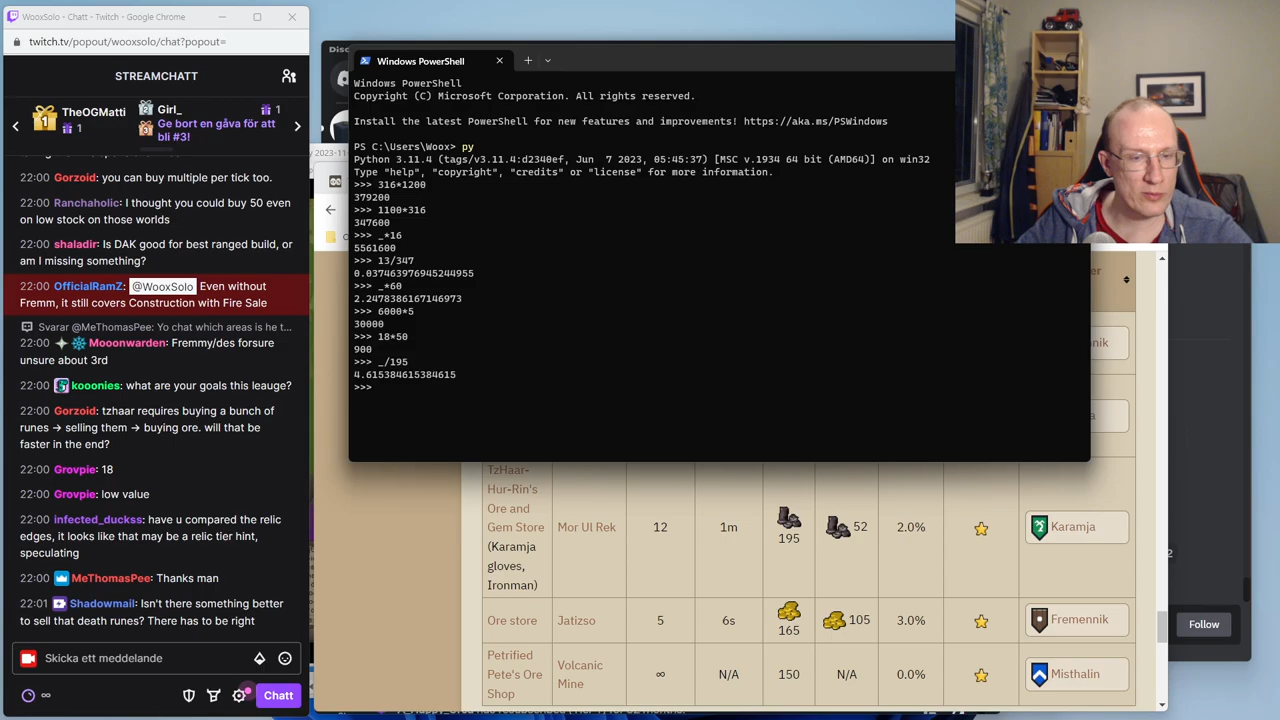 WooxSolo - Chatt - Twitch - Google Chrome
twitch.tv/popout/wooxsolo/chat?popout=
STREAMCHATT
TheOGMatti
1
Girl_
1
Ge bort en gåva för att
bli #3!
Gorzoid: you can buy multiple per tick too.
Ranchaholic: I thought you could buy 50 even
on low stock on those worlds
shaladir: Is DAK good for best ranged build, or
am I missing something?
22:00 OfficialRamZ: @WooxSolo Even without
Fremm, it still covers Construction with Fire Sale
Svarar @MeThomasPee: Yo chat which areas is he t...
22:00 Mooonwarden: Fremmy/des forsure
unsure about 3rd
22:00 kooonies: what are your goals this leauge?
22:00 Gorzoid: tzhaar requires buying a bunch of
runes → selling them → buying ore. will that be
faster in the end?
22:00 Grovpie: 18
22:00 Grovpie: low value
22:00 infected_duckss: have u compared the relic
edges, it looks like that may be a relic tier hint,
speculating
22:00 MeThomasPee: Thanks man
22:01 Shadowmail: Isn't there something better
to sell that death runes? There has to be right
Skicka ett meddelande
∞
Chatt
Disc
y 2023-11
Windows PowerShell
Windows PowerShell
Copyright (C) Microsoft Corporation. All rights reserved.
Install the latest PowerShell for new features and improvements! https://aka.ms/PSWindows
PS C:\Users\Woox> py
Python 3.11.4 (tags/v3.11.4:d2340ef, Jun  7 2023, 05:45:37) [MSC v.1934 64 bit (AMD64)] on win32
Type "help", "copyright", "credits" or "license" for more information.
>>> 316*1200
379200
>>> 1100*316
347600
>>> _*16
5561600
>>> 13/347
0.037463976945244955
>>> _*60
2.2478386167146973
>>> 6000*5
30000
>>> 18*50
900
>>> _/195
4.615384615384615
>>>
TzHaar-
Hur-Rin's
Ore and
Gem Store
(Karamja
gloves,
Ironman)
Mor Ul Rek
12
1m
195
52
2.0%
Karamja
Ore store
Jatizso
5
6s
165
105
3.0%
Fremennik
Petrified
Pete's Ore
Shop
Volcanic
Mine
∞
N/A
150
N/A
0.0%
Misthalin
Follow